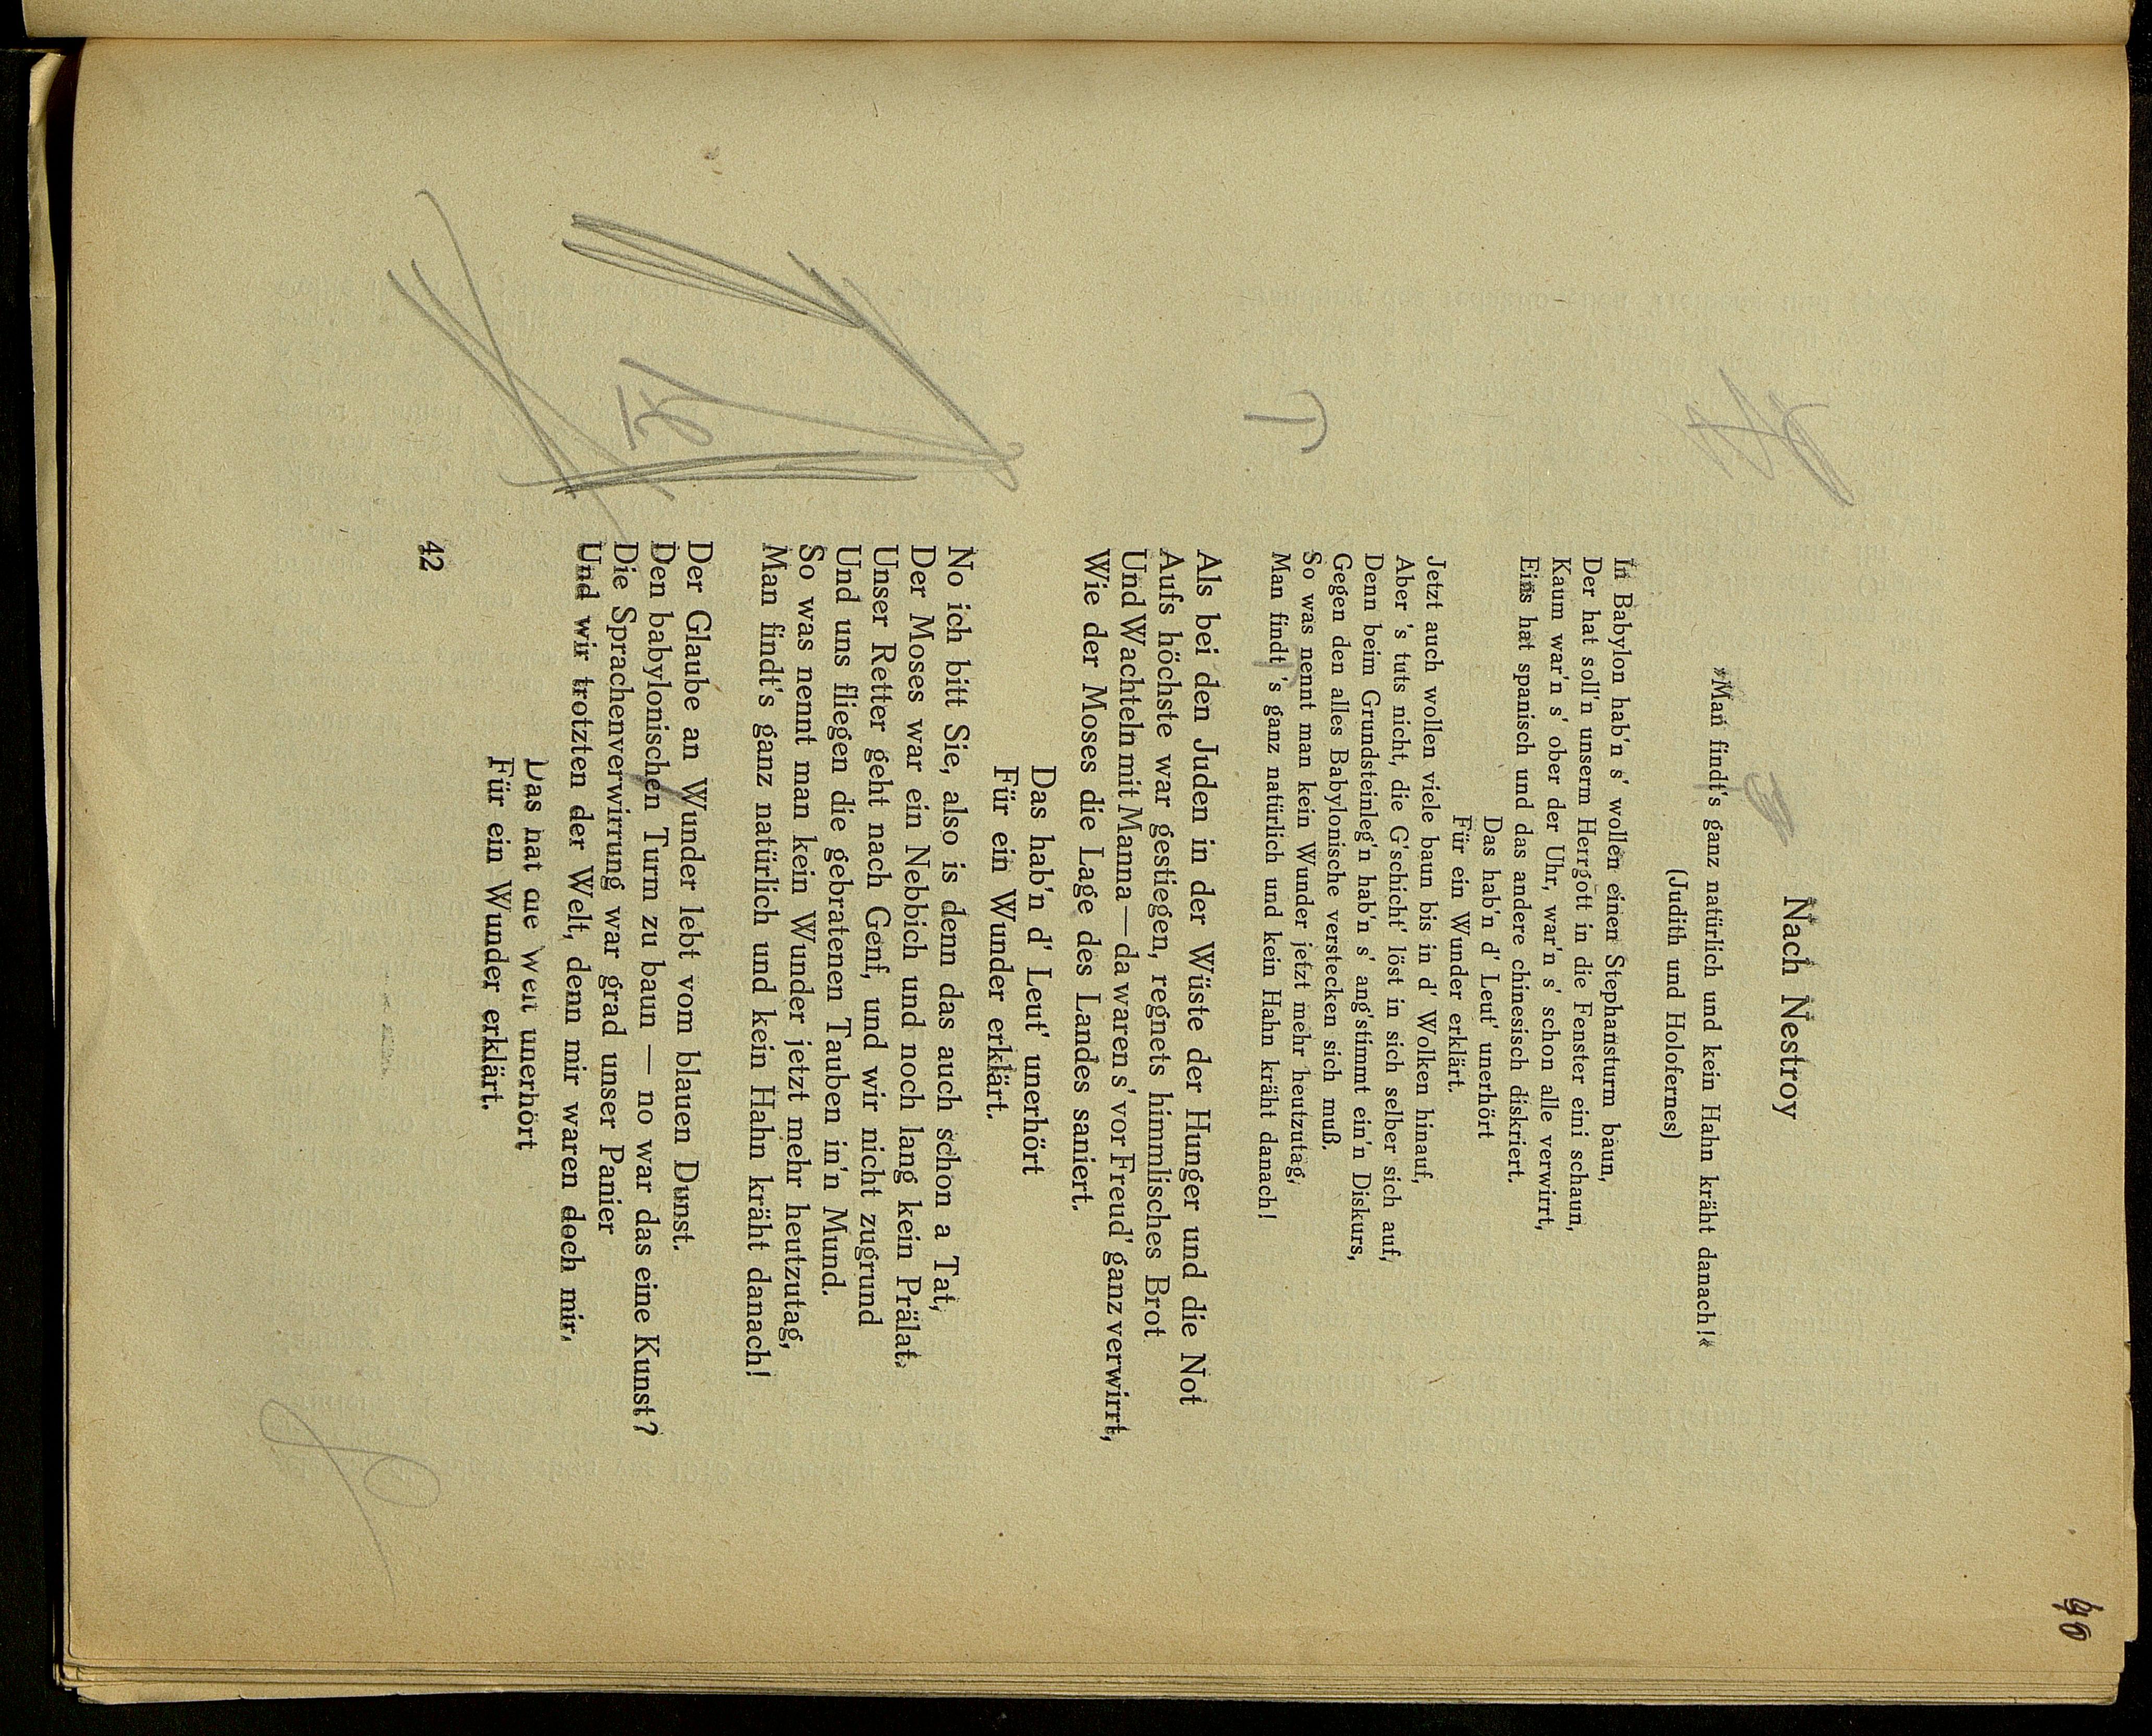 40
Nach Nestroy
»Man findt's ganz natürlich und kein Hahn kräht danach!«
(Judith und Holofernes)
In Babylon hab'n s' wollen einen Stephansturm baun,
Der hat soll'n unserm Herrgott in die Fenster eini schaun,
Kaum war'n s' ober der Uhr, war'n s' schon alle verwirrt,
Eins hat spanisch und das andere chinesisch diskriert.
Das hab'n d' Leut' unerhört
Für ein Wunder erklärt.
Jetzt auch wollen viele baun bis in d' Wolken hinauf,
Aber 's tuts nicht, die G'schicht' löst in sich selber sich auf,
Denn beim Grundsteinleg'n hab'n s' ang'stimmt ein'n Diskurs,
Gegen den alles Babylonische verstecken sich muß.
So was nennt man kein Wunder jetzt mehr heutzutag,
Man findt 's ganz natürlich und kein Hahn kräht danach!
Als bei den Juden in der Wüste der Hunger und die Not
Aufs höchste war gestiegen, regnets himmlisches Brot
Und Wachteln mit Manna — da waren s' vor Freud' ganz verwirrt,
Wie der Moses die Lage des Landes saniert.
Das hab'n d' Leut' unerhört
Für ein Wunder erklärt.
No ich bitt Sie, also is denn das auch schon a Tat,
Der Moses war ein Nebbich und noch lang kein Prälat.
Unser Retter geht nach Genf, und wir nicht zugrund
Und uns fliegen die gebratenen Tauben in'n Mund.
So was nennt man kein Wunder jetzt mehr heutzutag,
Man findt's ganz natürlich und kein Hahn kräht danach!
Der Glaube an Wunder lebt vom blauen Dunst.
Den babylonischen Turm zu baun — no war das eine Kunst?
Die Sprachenverwirrung war grad unser Panier
Und wir trotzten der Welt, denn mir waren doch mir.
Das hat die Welt unerhört
Für ein Wunder erklärt.
42